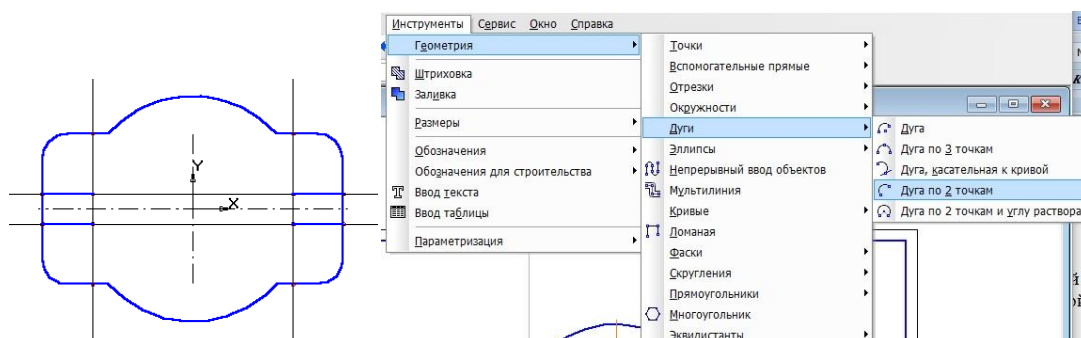 Инструменты Сервис Окно Справка
Геометрия
Штриховка
Заливка
Размеры
Обозначения
Обозначения для строительства
Ввод текста
Ввод таблицы
Параметризация
Точки
Вспомогательные прямые
Отрезки
Окружности
Дуги
Эллипсы
Непрерывный ввод объектов
Мультилиния
Кривые
Ломаная
Фаски
Скругления
Прямоугольники
Многоугольник
Эквидистанты
Дуга
Дуга по 3 точкам
Дуга, касательная к кривой
Дуга по 2 точкам
Дуга по 2 точкам и углу раствора
Y
X